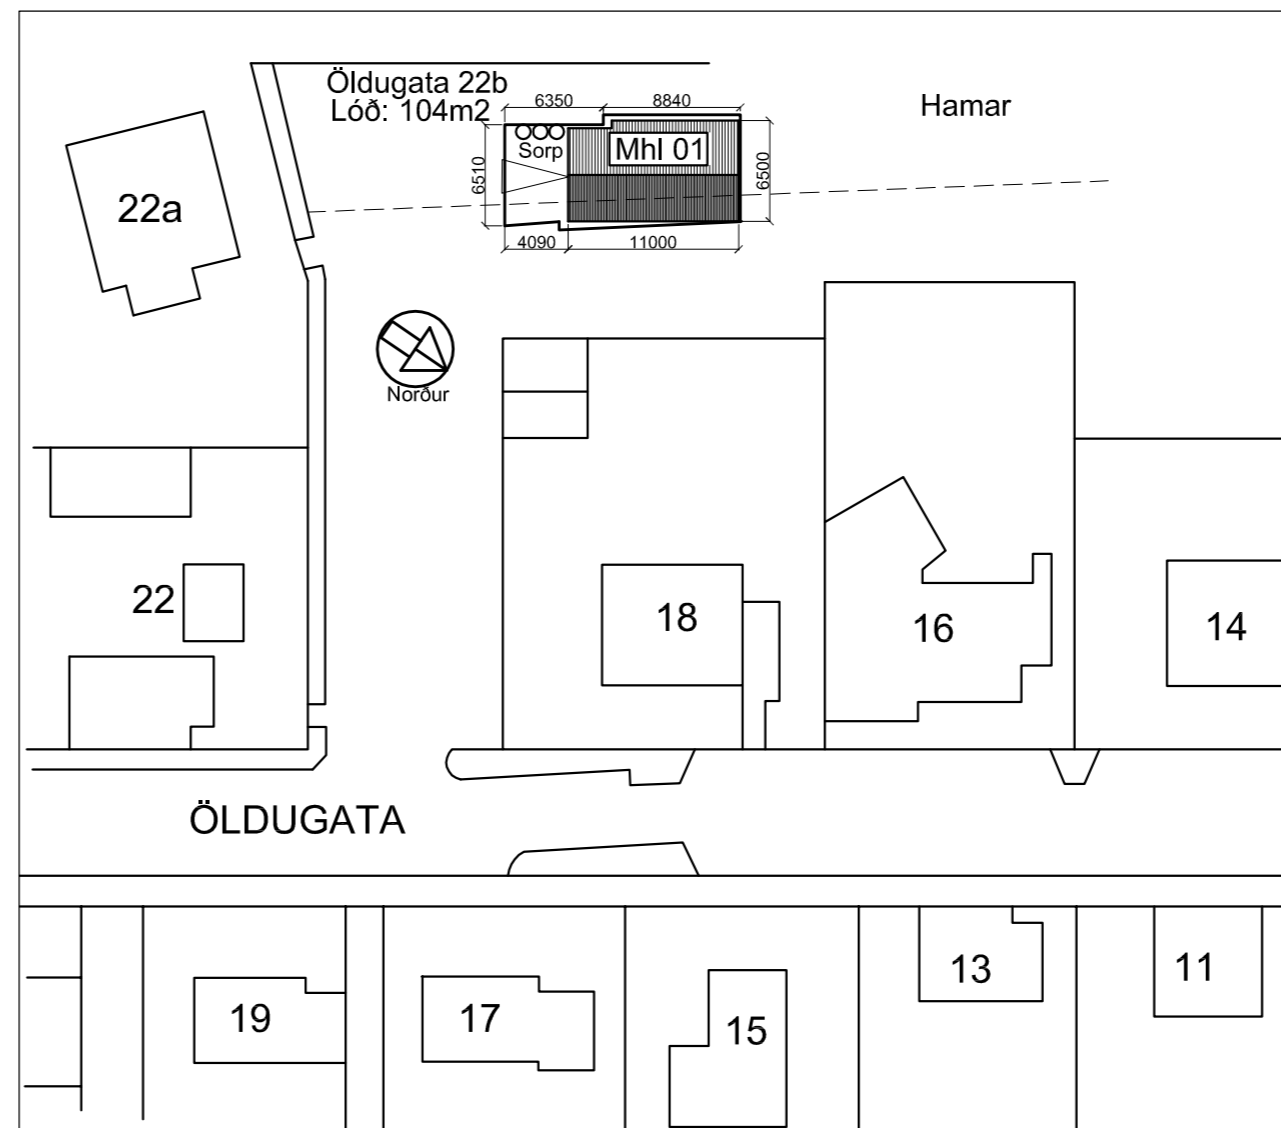 Öldugata 22b
Lóð: 104m2
6350
8840
Hamar
Sorp
Mhl 01
6510
6500
22a
4090
11000
Norður
22
18
16
14
ÖLDUGATA
13
11
19
17
15